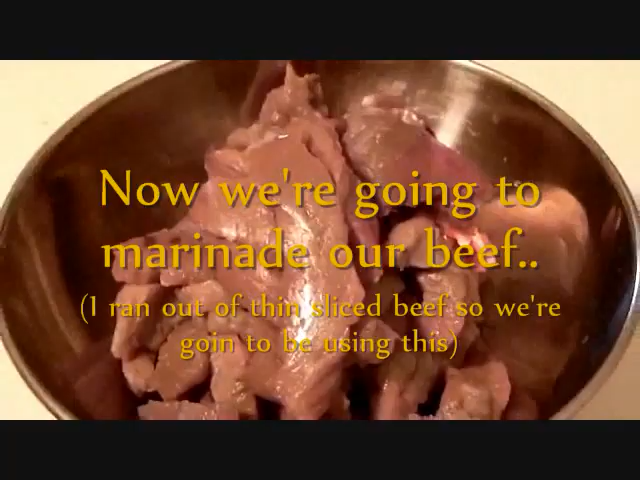 Now we're going to
marinade our beef..
(I ran out of thin sliced beef so we're
goin to be using this)